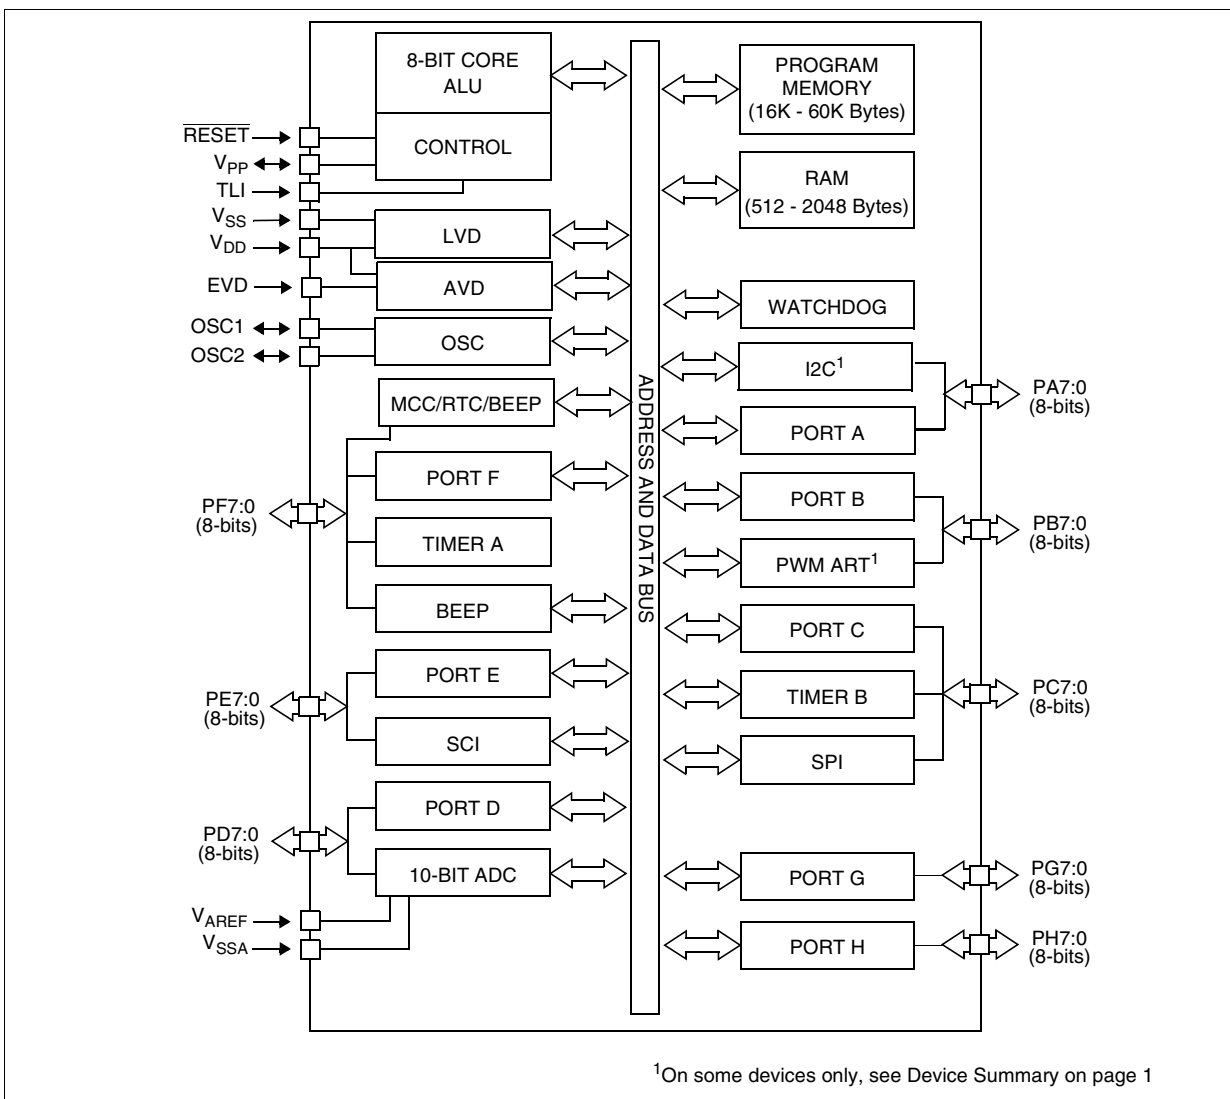 8-BIT CORE
ALU
CONTROL
RESET
VPP
TLI
VSS
VDD
EVD
OSC1
OSC2
LVD
AVD
OSC
MCC/RTC/BEEP
PORT F
TIMER A
BEEP
PF7:0
(8-bits)
PORT E
SCI
PE7:0
(8-bits)
PORT D
10-BIT ADC
PD7:0
(8-bits)
VAREF
VSSA
ADDRESS AND DATA BUS
PROGRAM
MEMORY
(16K - 60K Bytes)
RAM
(512 - 2048 Bytes)
WATCHDOG
I2C1
PORT A
PA7:0
(8-bits)
PORT B
PWM ART1
PB7:0
(8-bits)
PORT C
TIMER B
SPI
PC7:0
(8-bits)
PORT G
PG7:0
(8-bits)
PORT H
PH7:0
(8-bits)
1On some devices only, see Device Summary on page 1